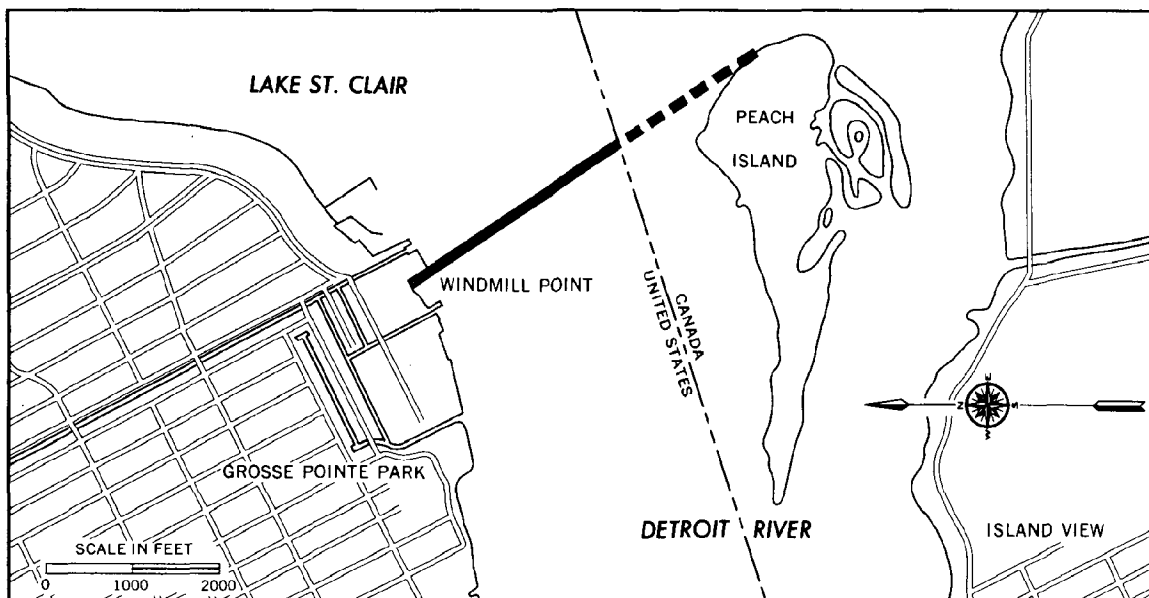 LAKE ST. CLAIR
PEACH
ISLAND
WINDMILL POINT
CANADA
UNITED STATES
N
E
S
W
GROSSE POINTE PARK
DETROIT RIVER
ISLAND VIEW
SCALE IN FEET
0 1000 2000